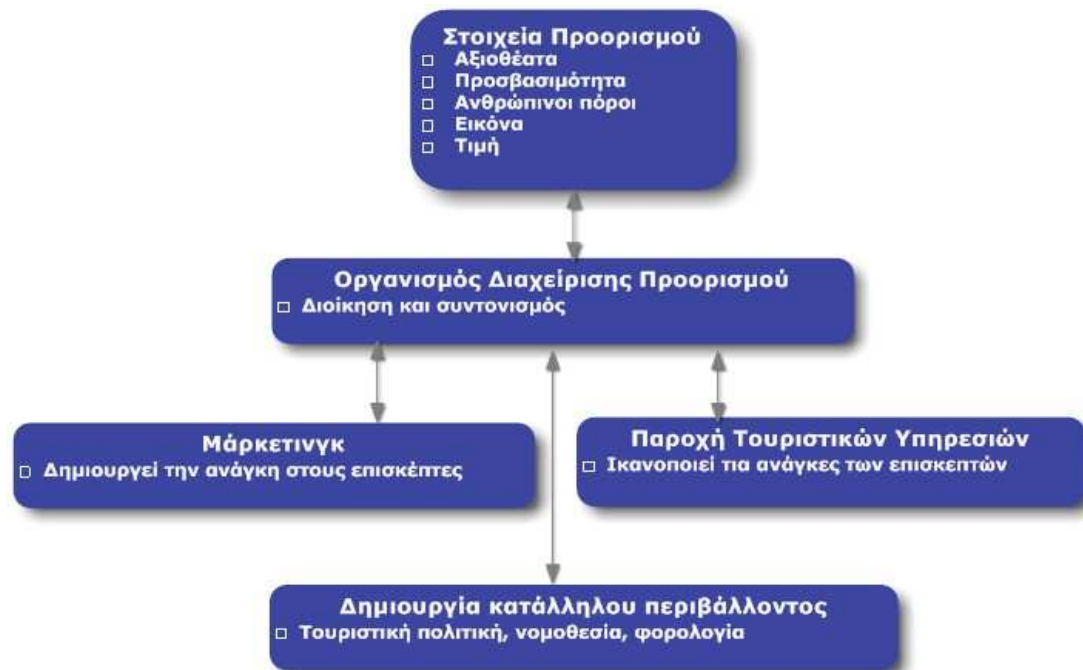 Στοιχεία Προορισμού
Αξιοθέατα
Προσβασιμότητα
Ανθρώπινοι πόροι
Εικόνα
Τιμή
Οργανισμός Διαχείρισης Προορισμού
Διοίκηση και συντονισμός
Μάρκετινγκ
Δημιουργεί την ανάγκη στους επισκέπτες
Παροχή Τουριστικών Υπηρεσιών
Ικανοποιεί τια ανάγκες των επισκεπτών
Δημιουργία κατάλληλου περιβάλλοντος
Τουριστική πολιτική, νομοθεσία, φορολογία